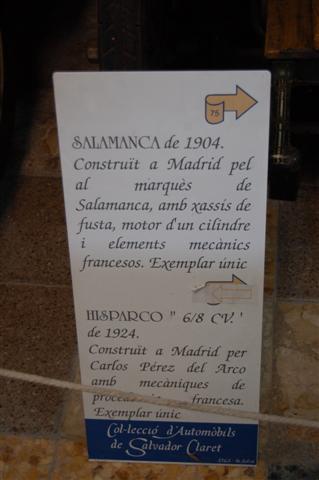 75
SALAMANCA de 1904.
Construït a Madrid pel
al marquès de
Salamanca, amb xassis de
fusta, motor d'un cilindre
i elements mecànics
francesos. Exemplar únic
HISPARCO " 6/8 CV. '
de 1924.
Construït a Madrid per
Carlos Pérez del Arco
amb mecàniques de
francesa.
Exemplar únic
Col·lecció d'Automòbils
de Salvador Claret